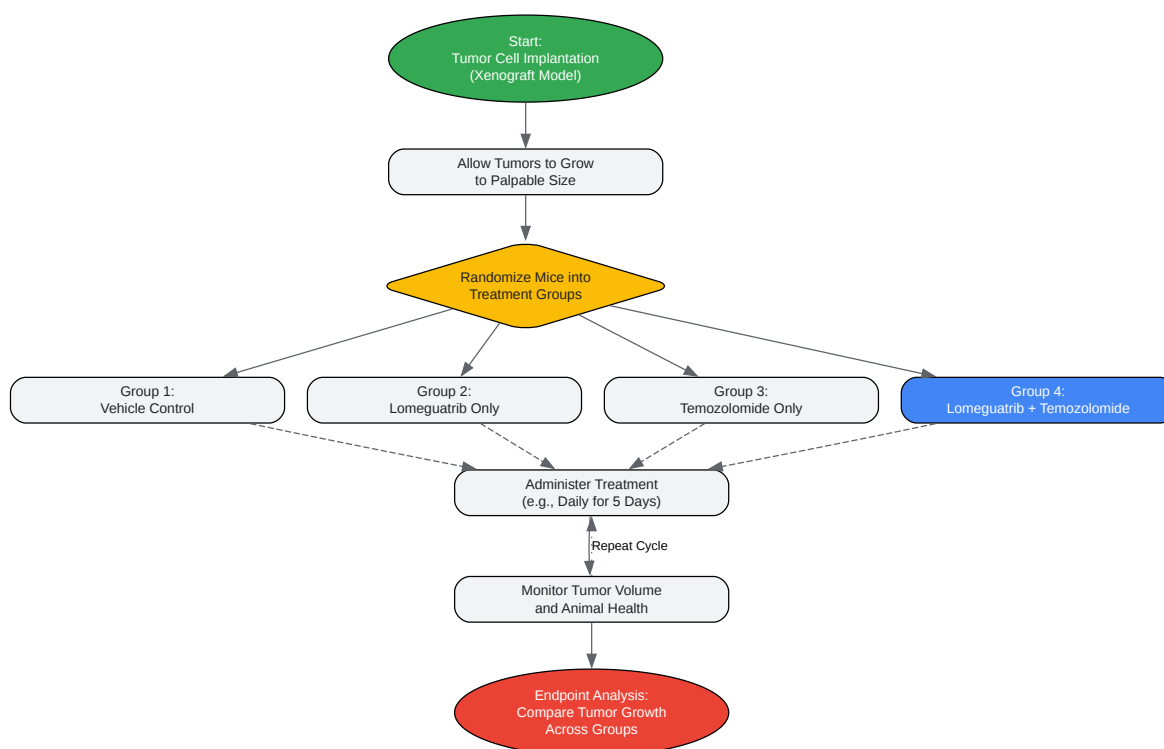 Start:
Tumor Cell Implantation
(Xenograft Model)
Allow Tumors to Grow
to Palpable Size
Randomize Mice into
Treatment Groups
Group 1:
Vehicle Control
Group 2:
Lomeguatrib Only
Group 3:
Temozolomide Only
Group 4:
Lomeguatrib + Temozolomide
Administer Treatment
(e.g., Daily for 5 Days)
Repeat Cycle
Monitor Tumor Volume
and Animal Health
Endpoint Analysis:
Compare Tumor Growth
Across Groups